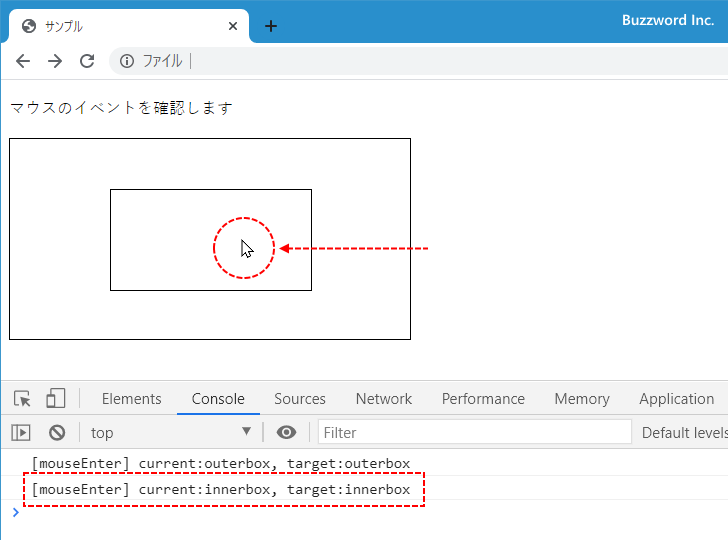 サンプル
Buzzword Inc.
ファイル
マウスのイベントを確認します
Elements Console Sources Network Performance Memory Application
top Filter Default levels
[mouseEnter] current:outerbox, target:outerbox
[mouseEnter] current:innerbox, target:innerbox